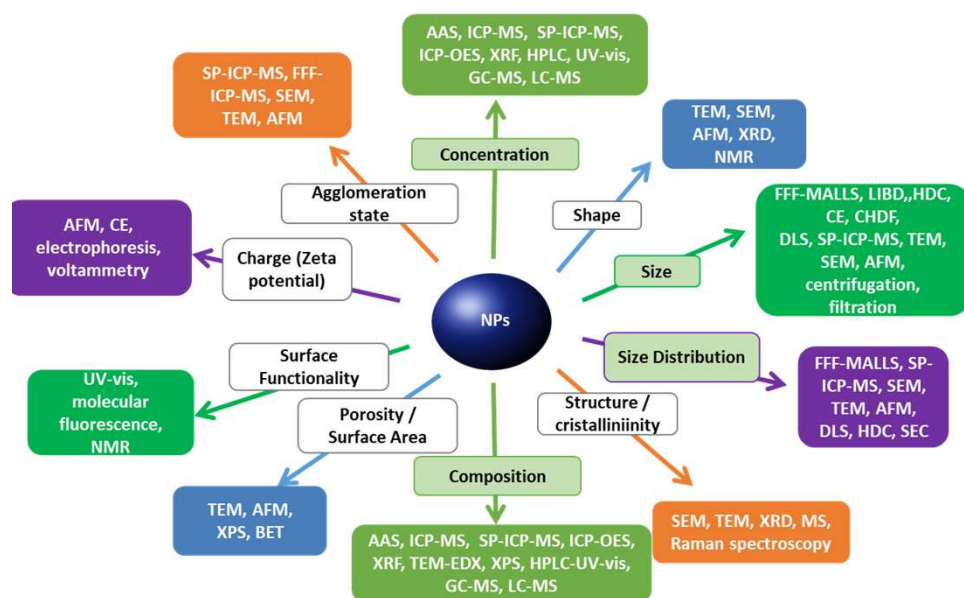 AAS, ICP-MS, SP-ICP-MS,
ICP-OES, XRF, HPLC, UV-vis,
GC-MS, LC-MS
SP-ICP-MS, FFF-
ICP-MS, SEM,
TEM, AFM
TEM, SEM,
AFM, XRD,
NMR
Concentration
Agglomeration
state
Shape
FFF-MALLS, LIBD,,HDC,
CE, CHDF,
DLS, SP-ICP-MS, TEM,
SEM, AFM,
centrifugation,
filtration
AFM, CE,
electrophoresis,
voltammetry
Charge (Zeta
potential)
Size
NPs
Surface
Functionality
Size Distribution
UV-vis,
molecular
fluorescence,
NMR
FFF-MALLS, SP-
ICP-MS, SEM,
TEM, AFM,
DLS, HDC, SEC
Porosity /
Surface Area
Structure /
cristalliniinity
Composition
TEM, AFM,
XPS, BET
AAS, ICP-MS, SP-ICP-MS, ICP-OES,
XRF, TEM-EDX, XPS, HPLC-UV-vis,
GC-MS, LC-MS
SEM, TEM, XRD, MS,
Raman spectroscopy